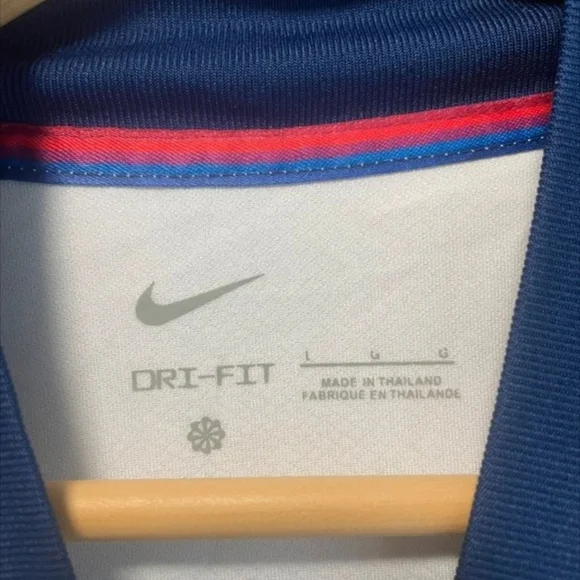 DRI-FIT
L G G
MADE IN THAILAND
FABRIQUÉ EN THAÏLANDE